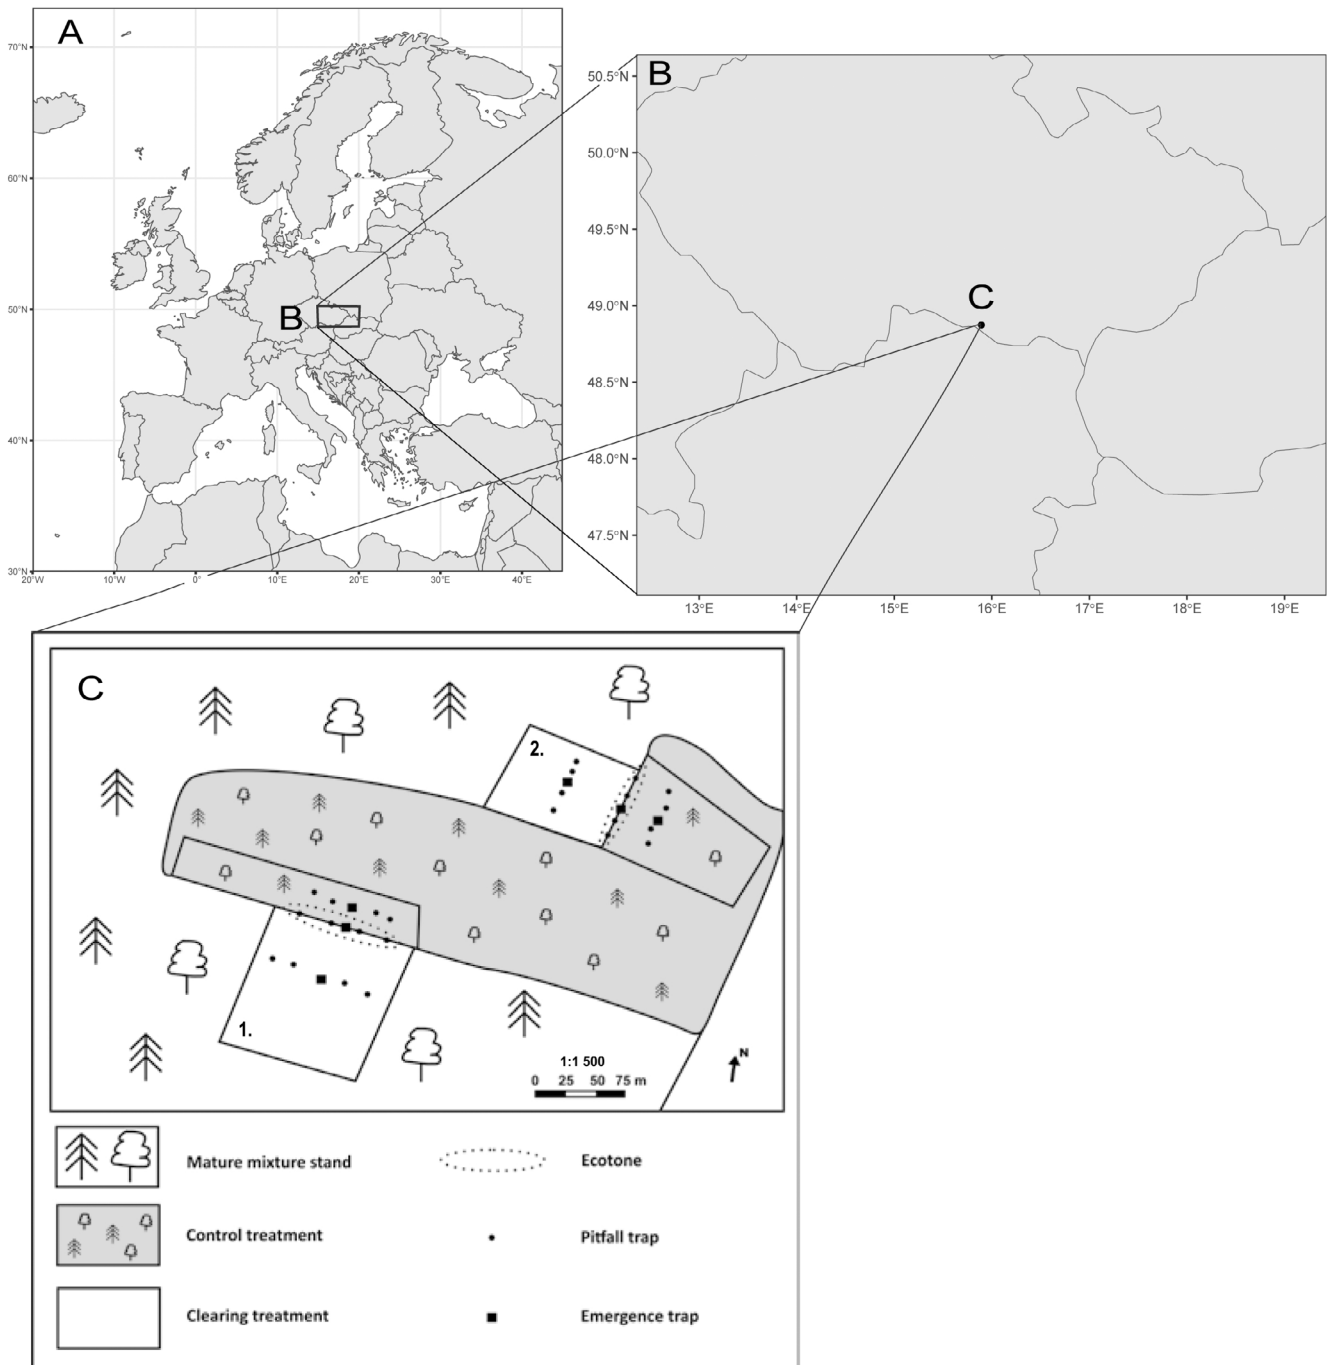 A
70°N
60°N
50°N
40°N
30°N
20°W
10°W
0°
10°E
20°E
30°E
40°E
B
B
50.5°N
50.0°N
49.5°N
49.0°N
48.5°N
48.0°N
47.5°N
13°E
14°E
15°E
16°E
17°E
18°E
19°E
C
C
2.
1.
1:1 500
0 25 50 75 m
N
Mature mixture stand
Ecotone
Control treatment
Pitfall trap
Clearing treatment
Emergence trap